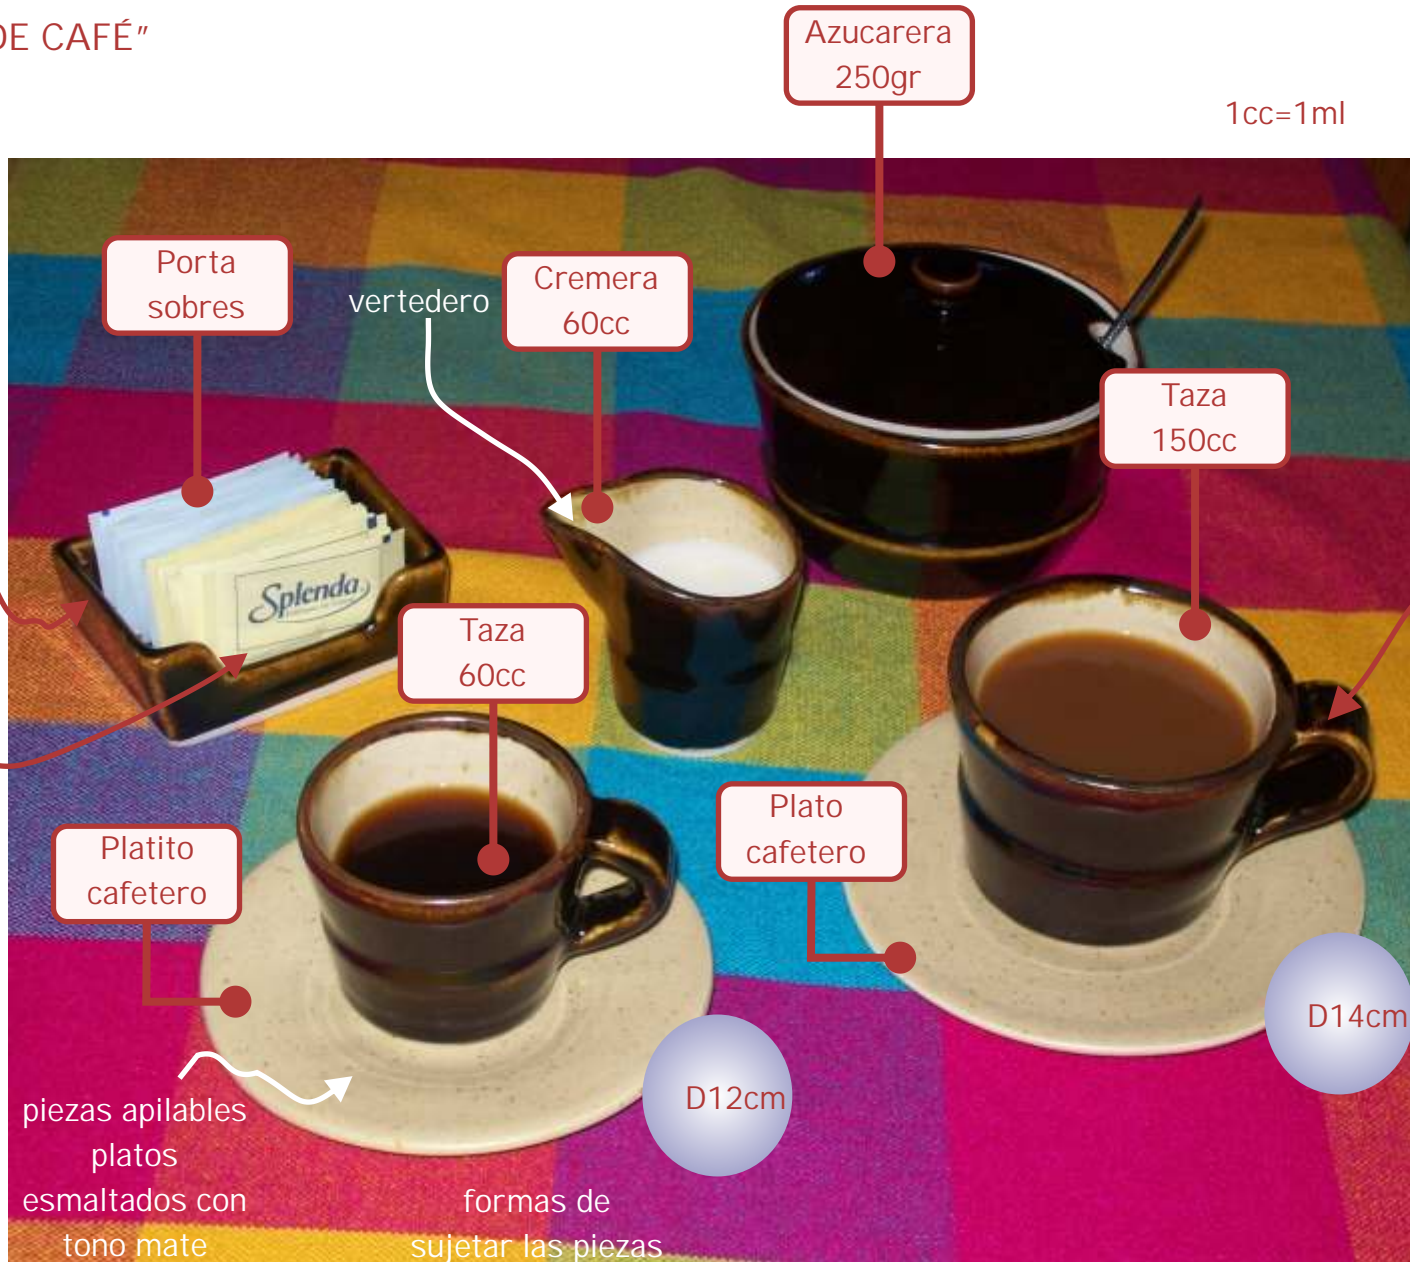 DE CAFÉ"
Azucarera
250gr
1cc=1ml
Porta
sobres
vertedero
Cremera
60cc
Taza
150cc
Splenda
Taza
60cc
Plato
cafetero
Platito
cafetero
D14cm
D12cm
piezas apilables
platos
esmaltados con
tono mate
formas de
sujetar las piezas